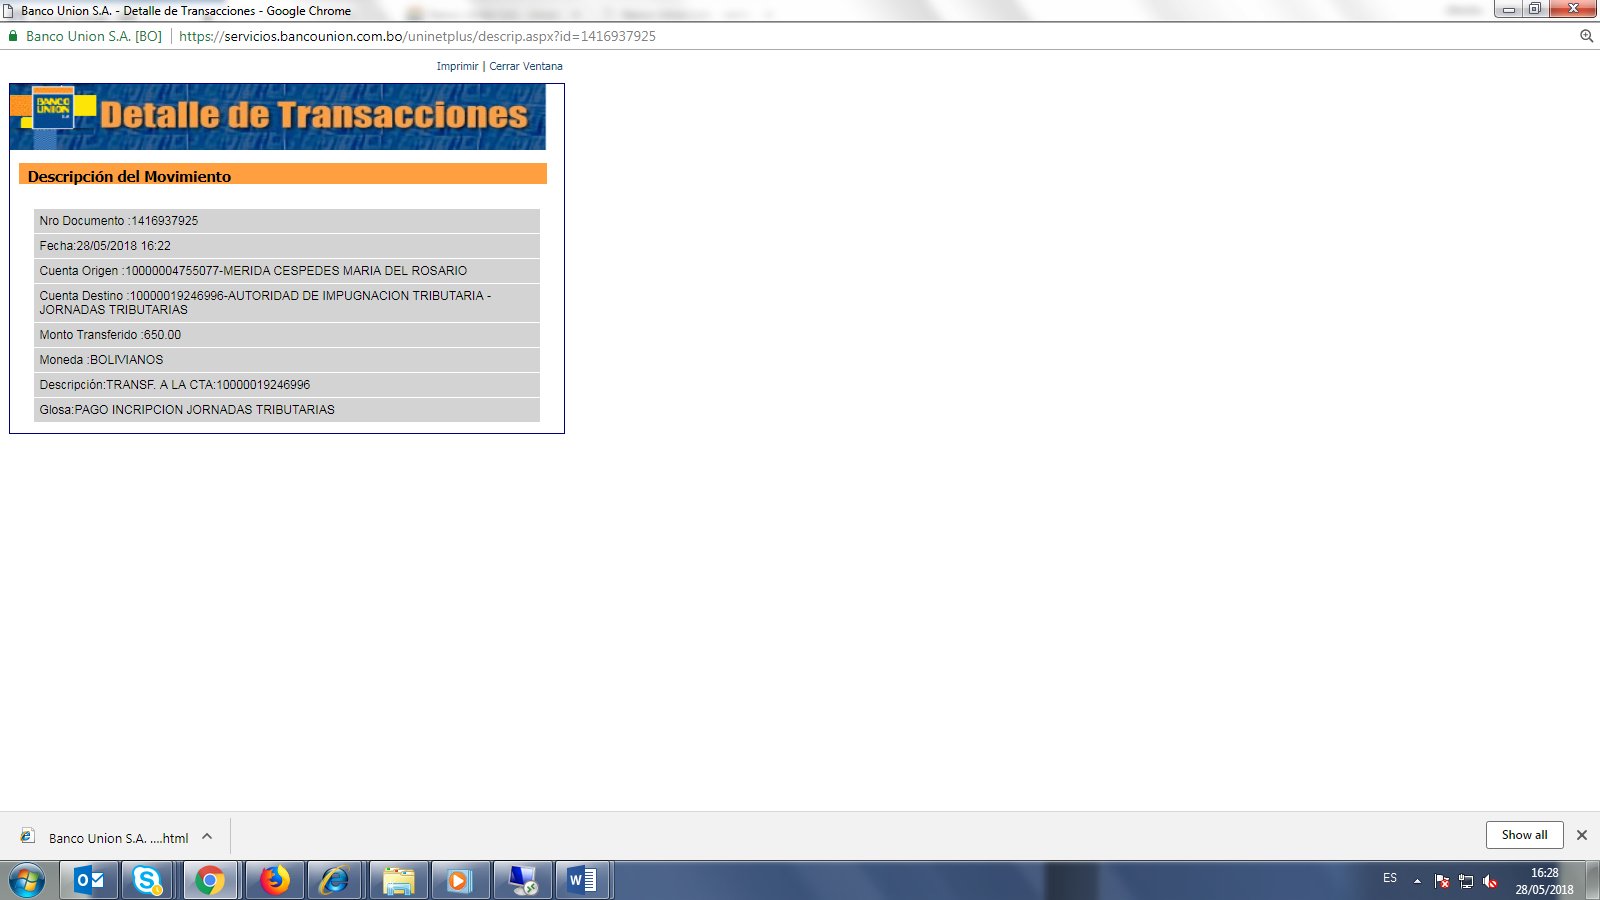 Banco Union S.A. - Detalle de Transacciones - Google Chrome
Banco Union S.A. [BO] https://servicios.bancounion.com.bo/uninetplus/descrip.aspx?id=1416937925
Imprimir | Cerrar Ventana
BANCO UNION S.A. Detalle de Transacciones
Descripción del Movimiento
Nro Documento :1416937925
Fecha:28/05/2018 16:22
Cuenta Origen :10000004755077-MERIDA CESPEDES MARIA DEL ROSARIO
Cuenta Destino :10000019246996-AUTORIDAD DE IMPUGNACION TRIBUTARIA -
JORNADAS TRIBUTARIAS
Monto Transferido :650.00
Moneda :BOLIVIANOS
Descripción:TRANSF. A LA CTA:10000019246996
Glosa:PAGO INCRIPCION JORNADAS TRIBUTARIAS
Banco Union S.A. ....html
Show all
ES
16:28
28/05/2018